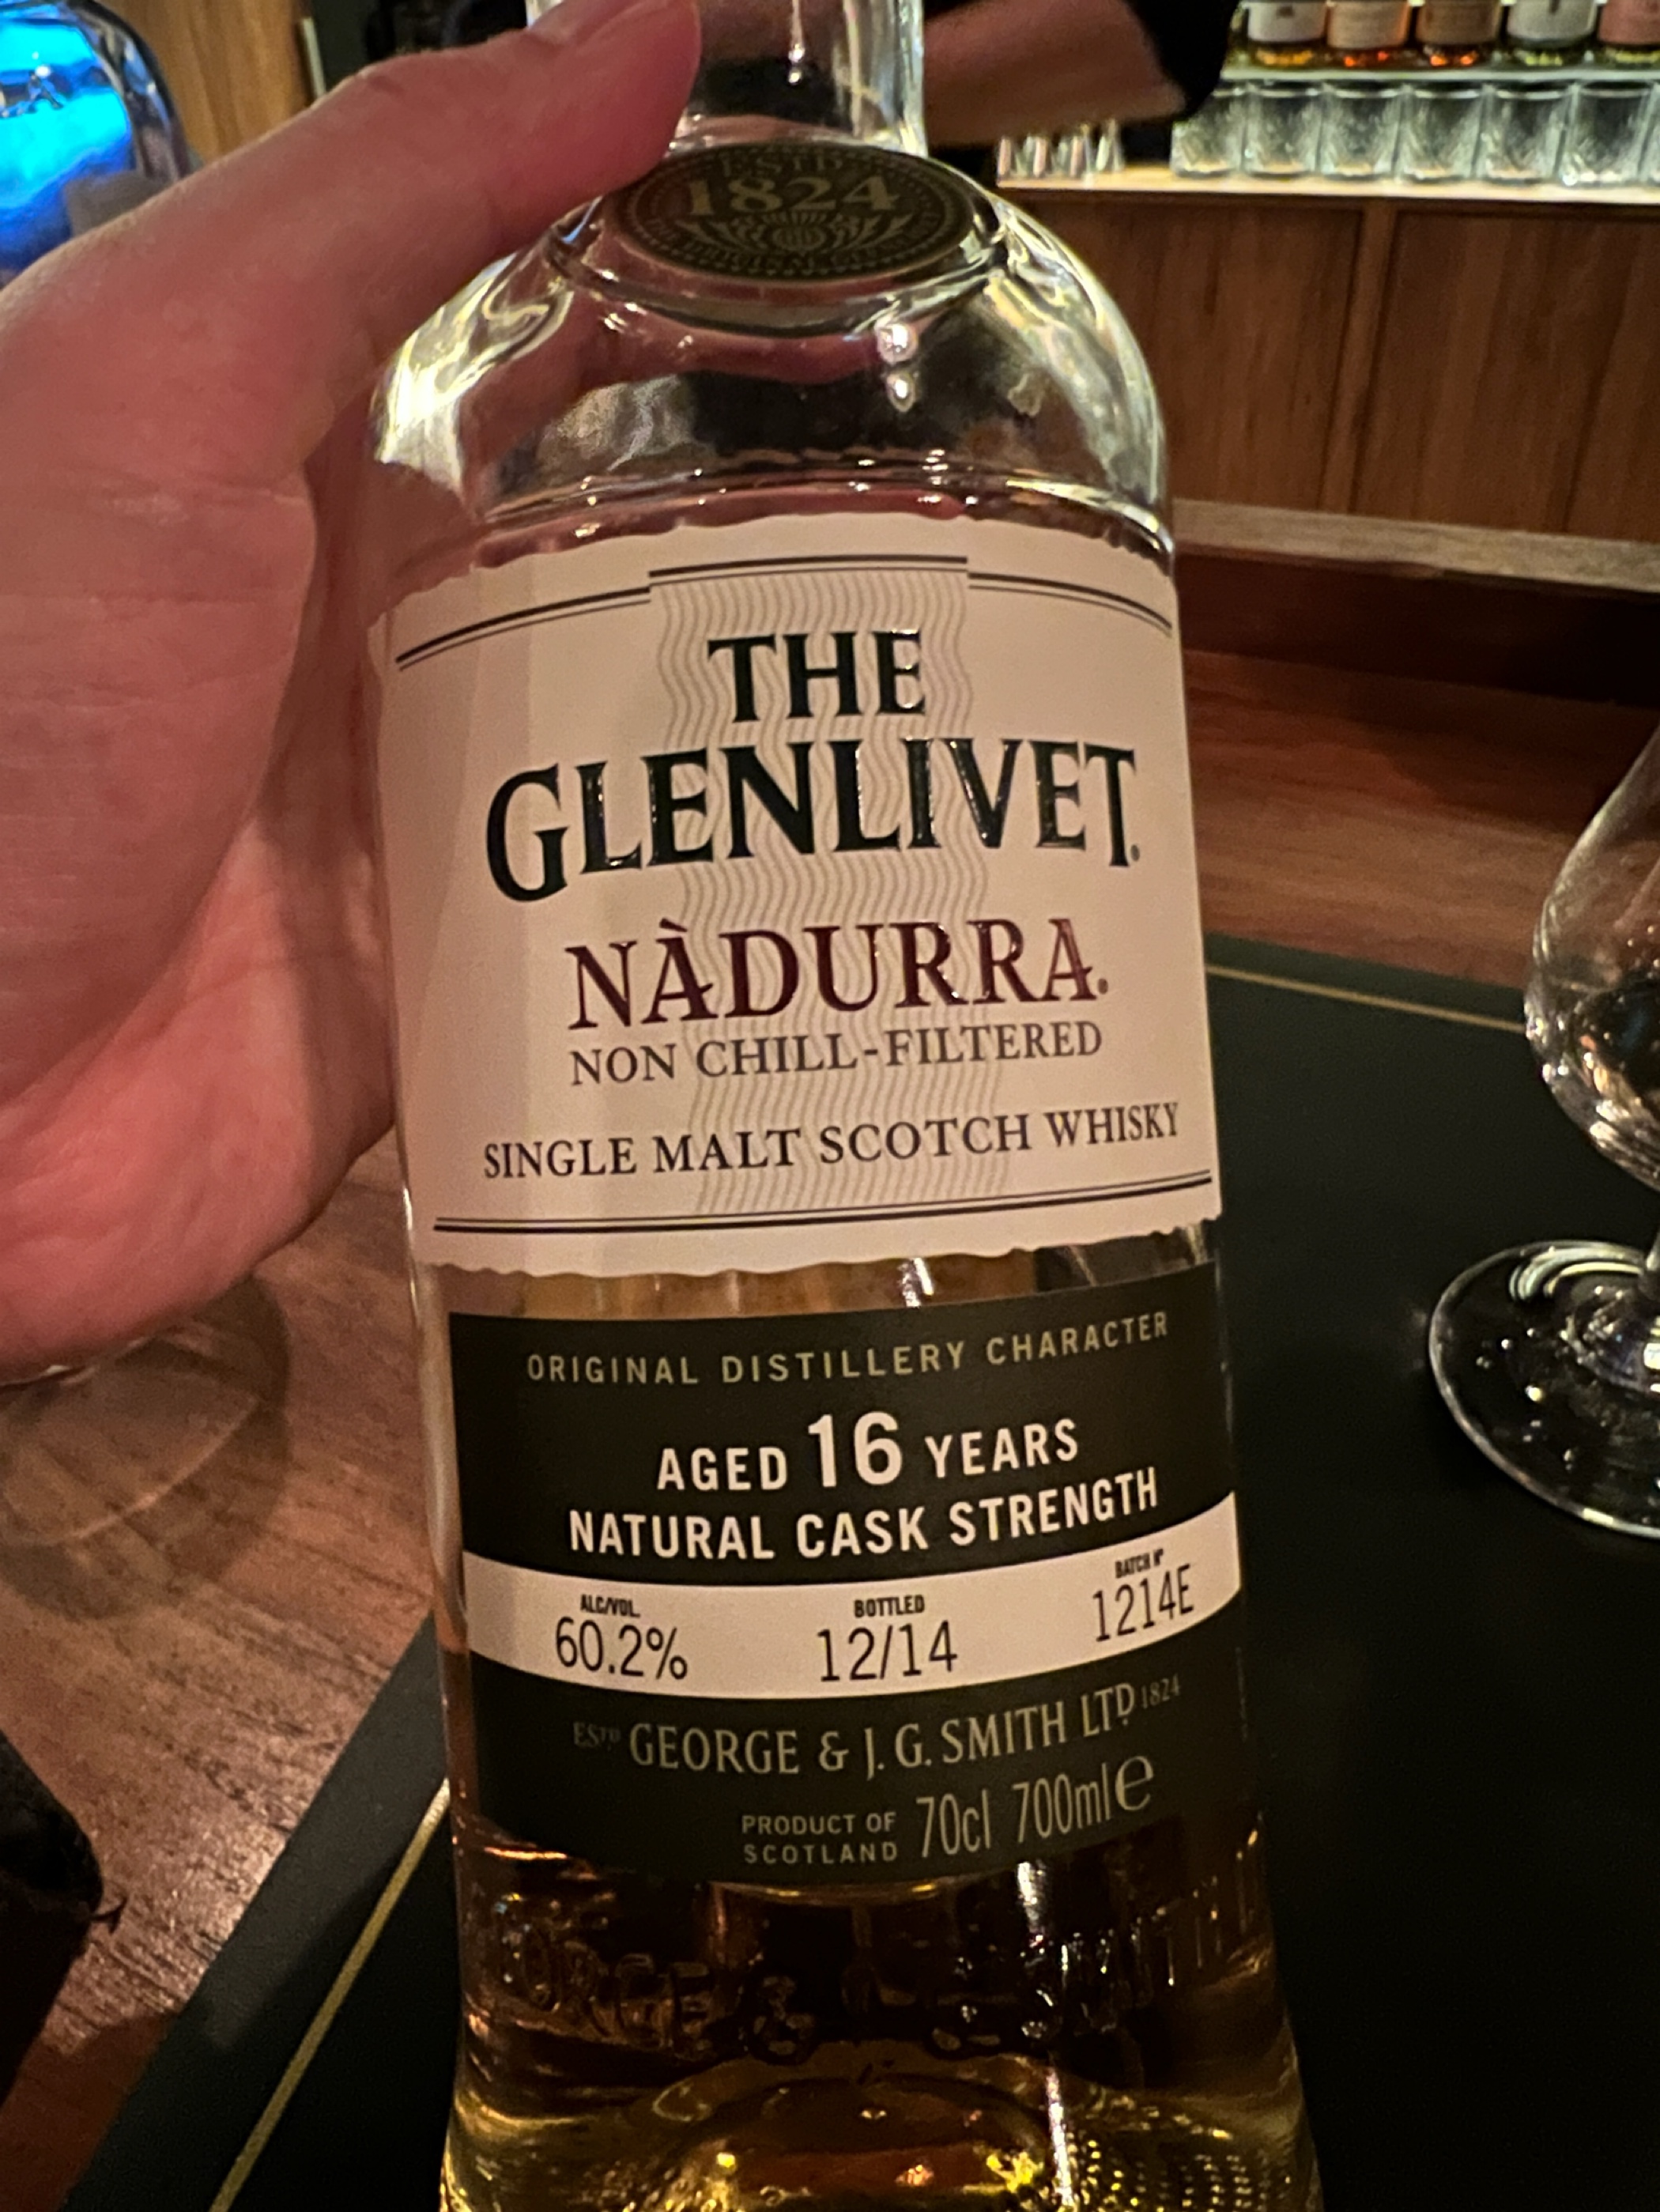 ESTD
1824
THE
GLENLIVET®
NÀDURRA®
NON CHILL-FILTERED
SINGLE MALT SCOTCH WHISKY
ORIGINAL DISTILLERY CHARACTER
AGED 16 YEARS
NATURAL CASK STRENGTH
ALC/VOL. BOTTLED BATCH Nº
60.2% 12/14 1214E
ESTD GEORGE & J. G. SMITH LTD 1824
PRODUCT OF SCOTLAND 70cl 700ml e